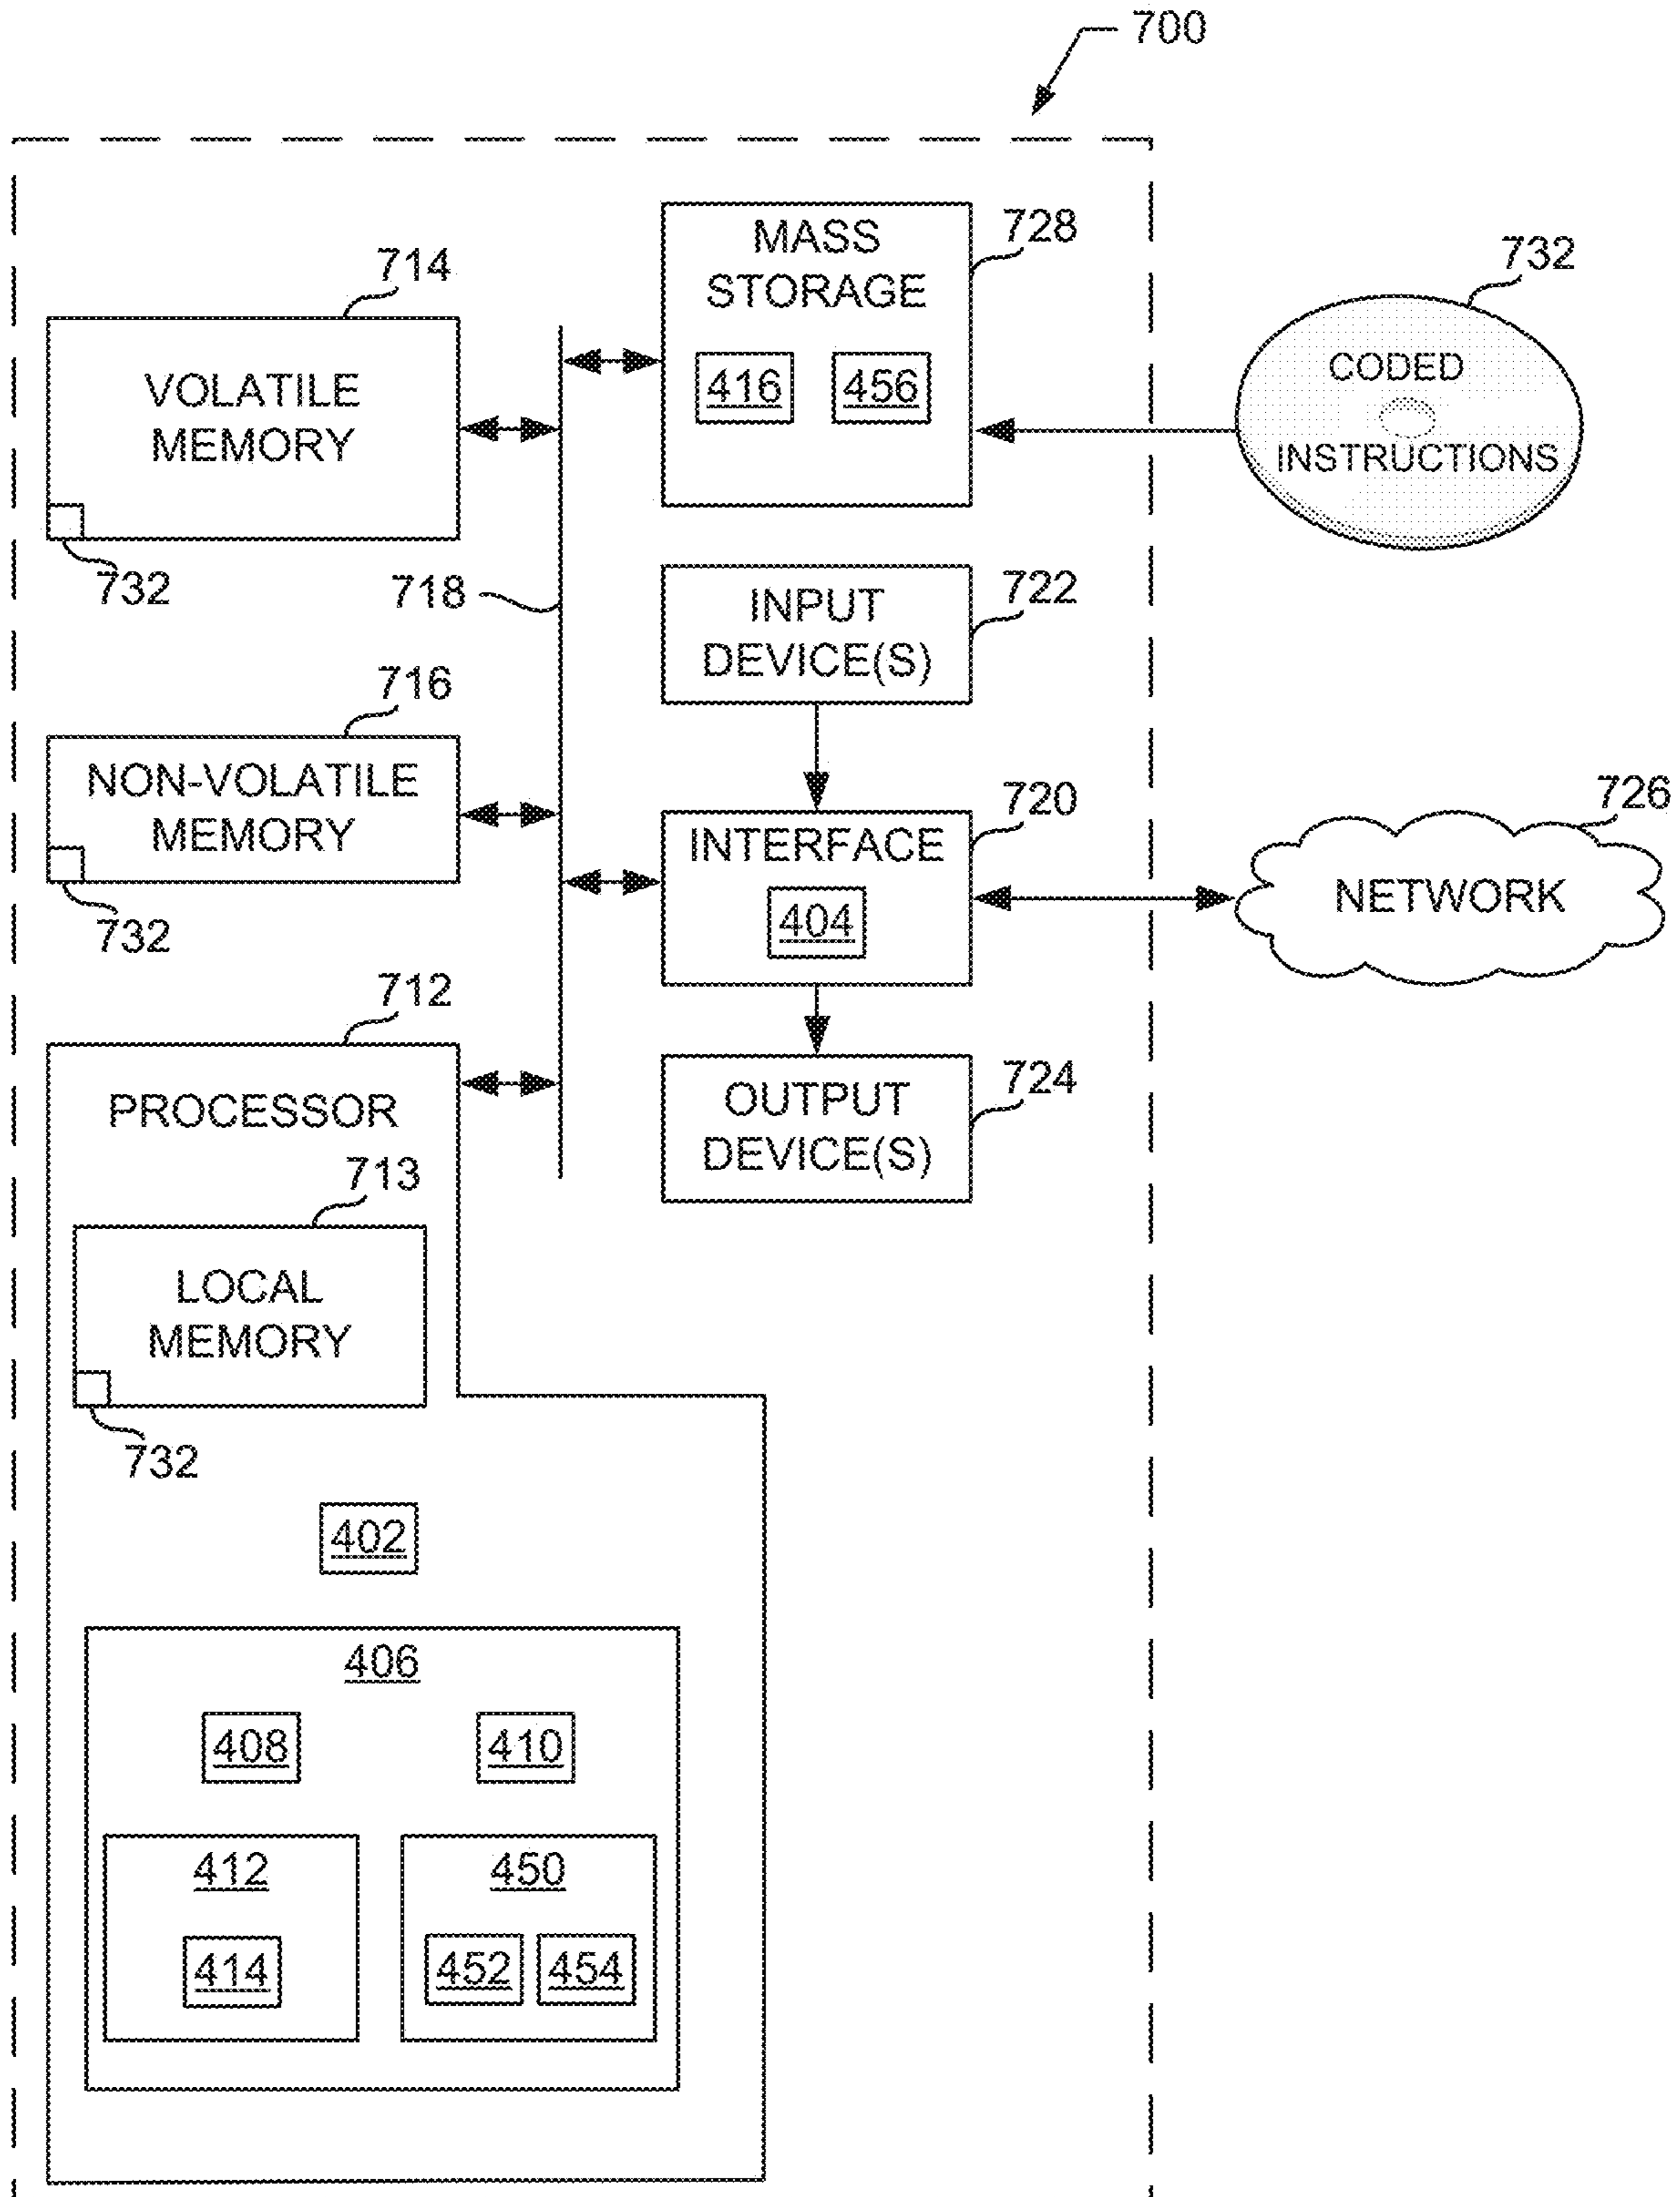 700
728
MASS
STORAGE
416
456
732
CODED
INSTRUCTIONS
714
VOLATILE
MEMORY
732
718
722
INPUT
DEVICE(S)
716
NON-VOLATILE
MEMORY
732
720
INTERFACE
404
726
NETWORK
712
PROCESSOR
724
OUTPUT
DEVICE(S)
713
LOCAL
MEMORY
732
402
406
408
410
412
414
450
452
454